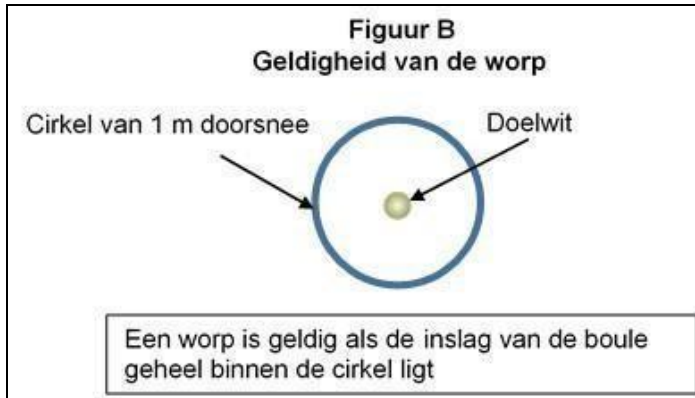 Figuur B
Geldigheid van de worp
Cirkel van 1 m doorsnee
Doelwit
Een worp is geldig als de inslag van de boule
geheel binnen de cirkel ligt